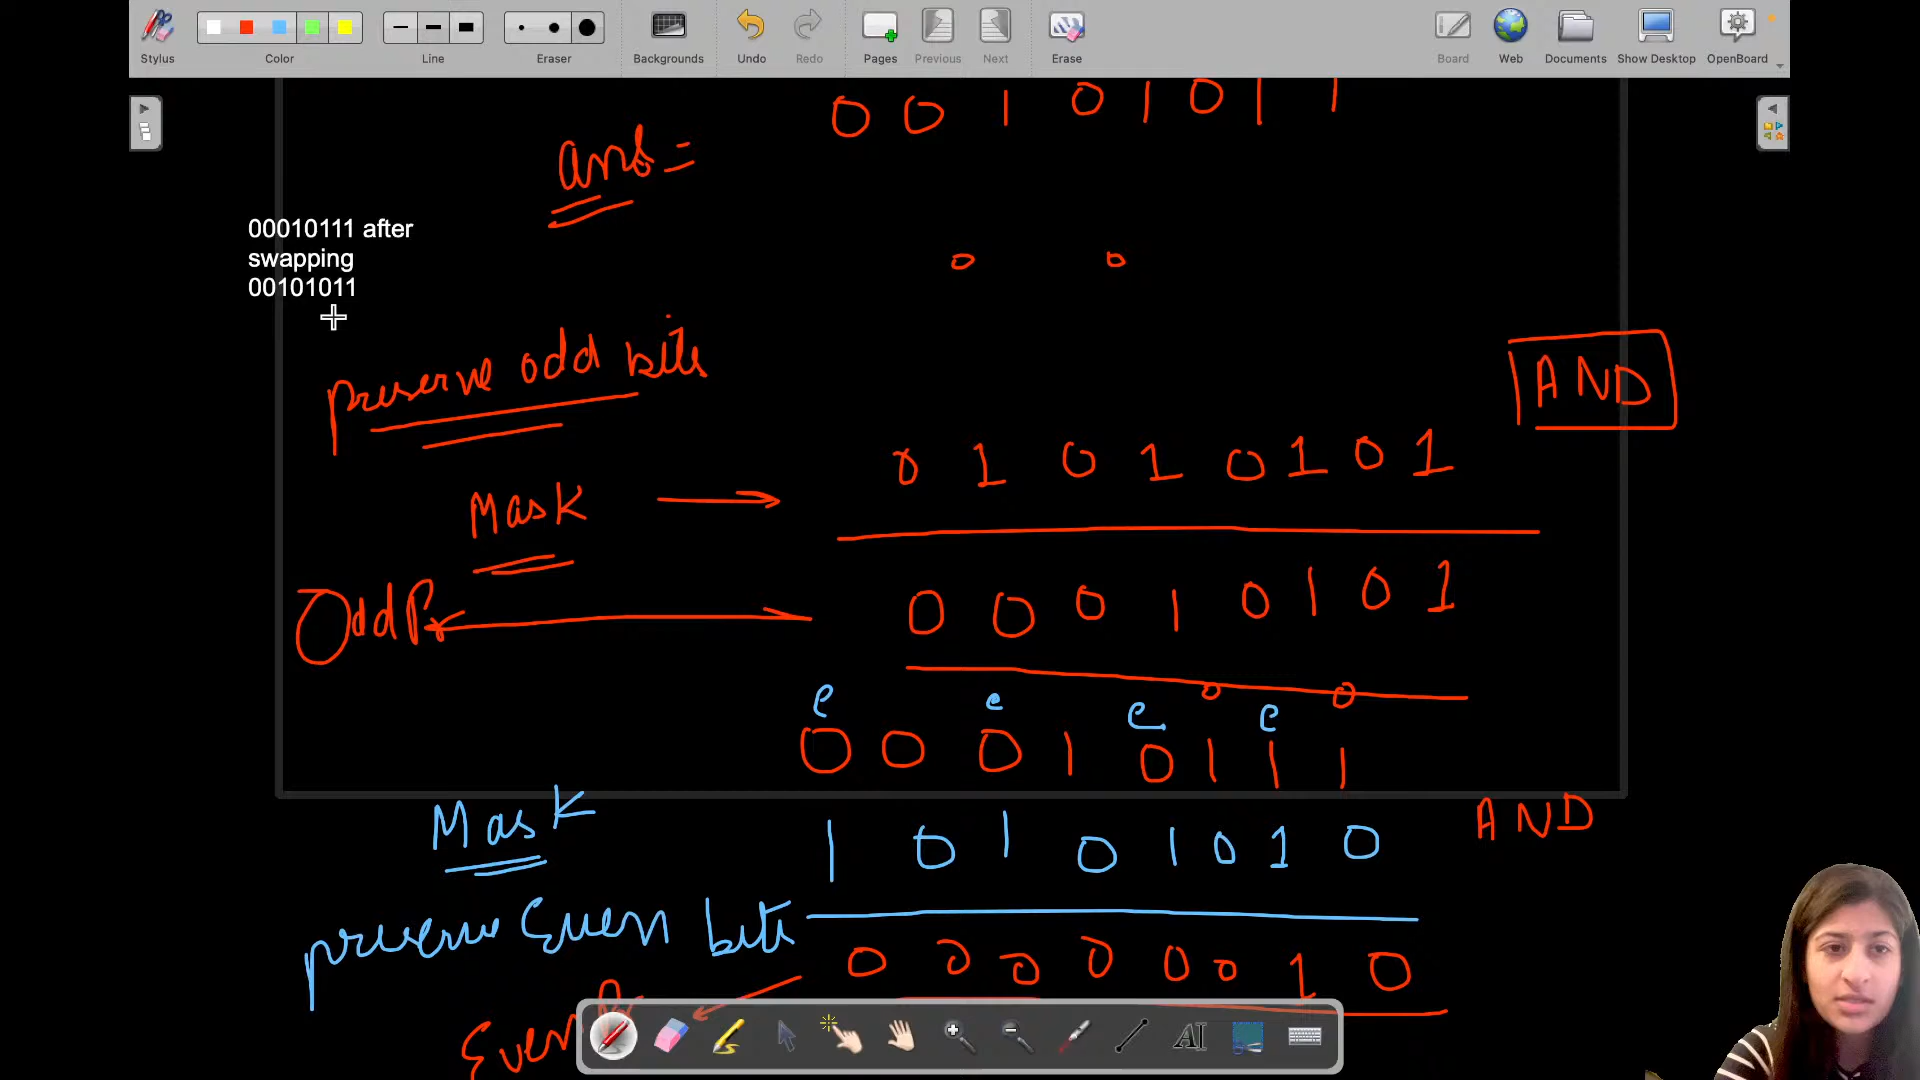 Stylus Color Line Eraser Backgrounds Undo Redo Pages Previous Next Erase Board Web Documents Show Desktop OpenBoard
0 0 1 0 1 0 1 1
ans =
00010111 after
swapping
00101011
o o
preserve odd bits
AND
0 1 0 1 0 1 0 1
Mask
0 0 0 1 0 1 0 1
OddP
e e e o e o
0 0 0 1 0 1 1 1
Mask
1 0 1 0 1 0 1 0
AND
preserve Even bits
0 0 0 0 0 0 1 0
Even
AI